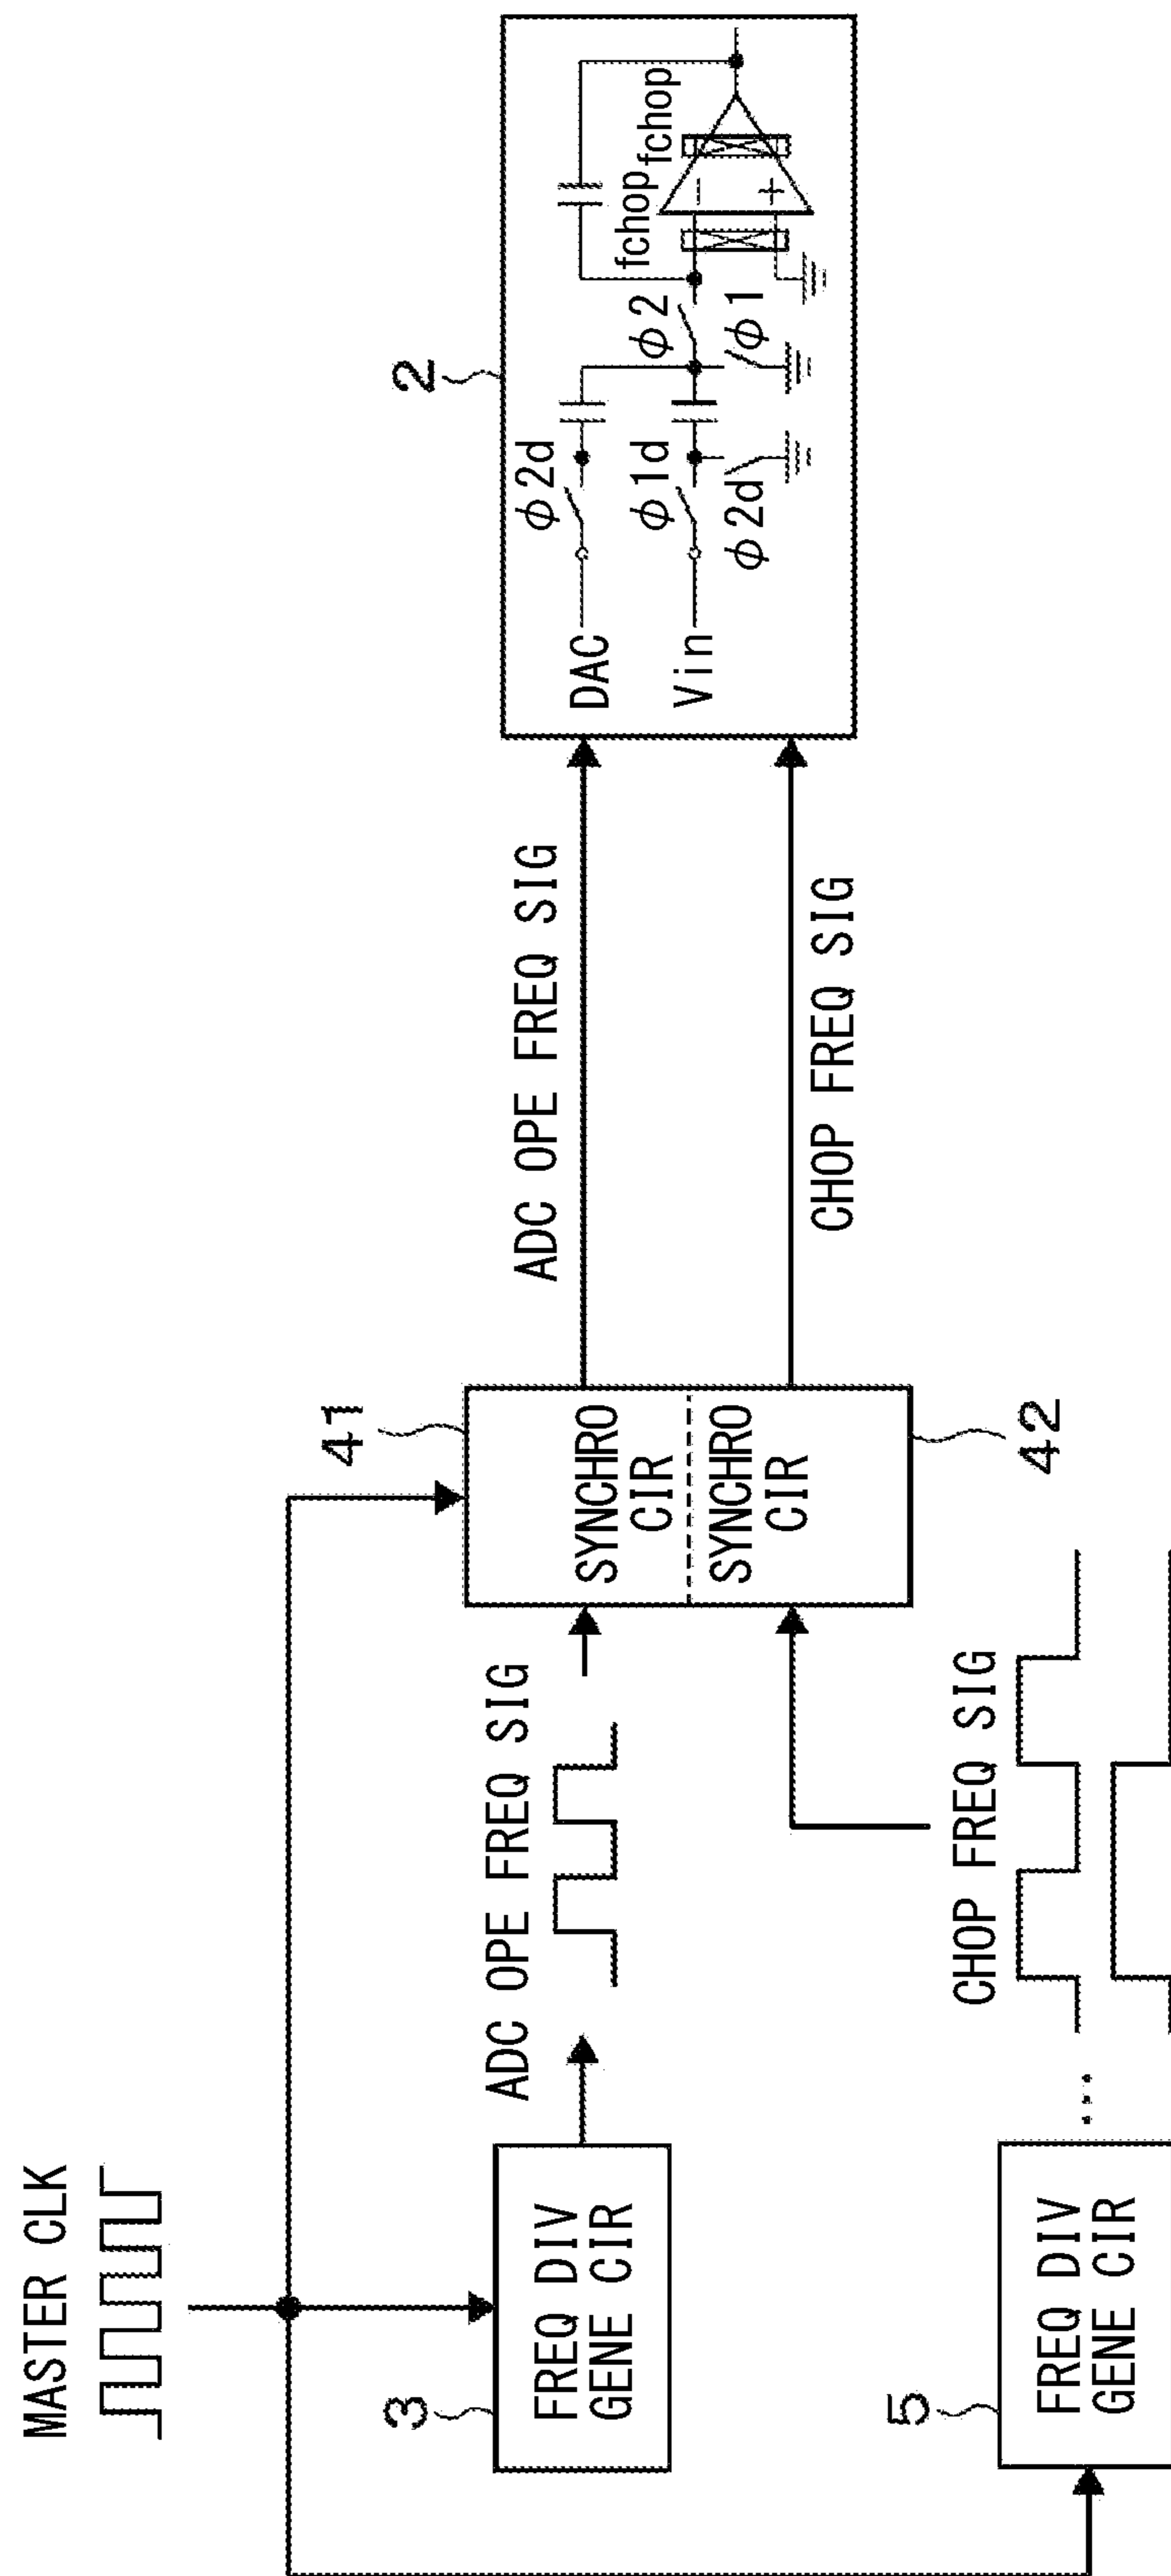 MASTER CLK
3
FREQ DIV
GENE CIR
ADC OPE FREQ SIG
41
SYNCHRO
CIR
SYNCHRO
CIR
42
ADC OPE FREQ SIG
CHOP FREQ SIG
2
DAC
Vin
ϕ2d
ϕ1d
ϕ2d
ϕ2
ϕ1
fchop
fchop
−
+
5
FREQ DIV
GENE CIR
...
CHOP FREQ SIG